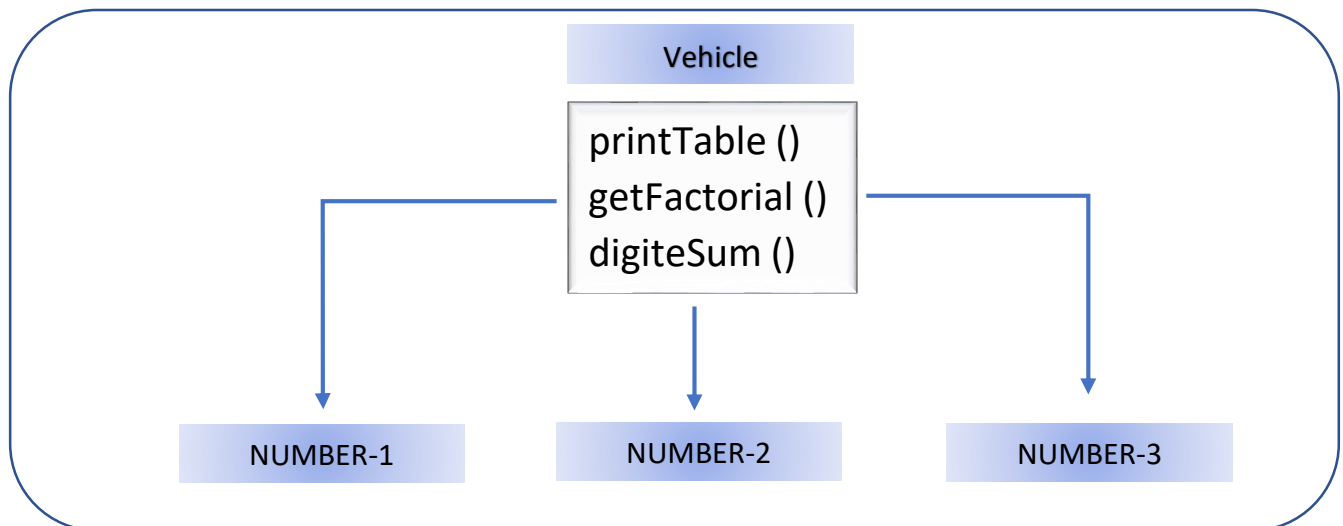 Vehicle
printTable ()
getFactorial ()
digiteSum ()
NUMBER-1
NUMBER-2
NUMBER-3